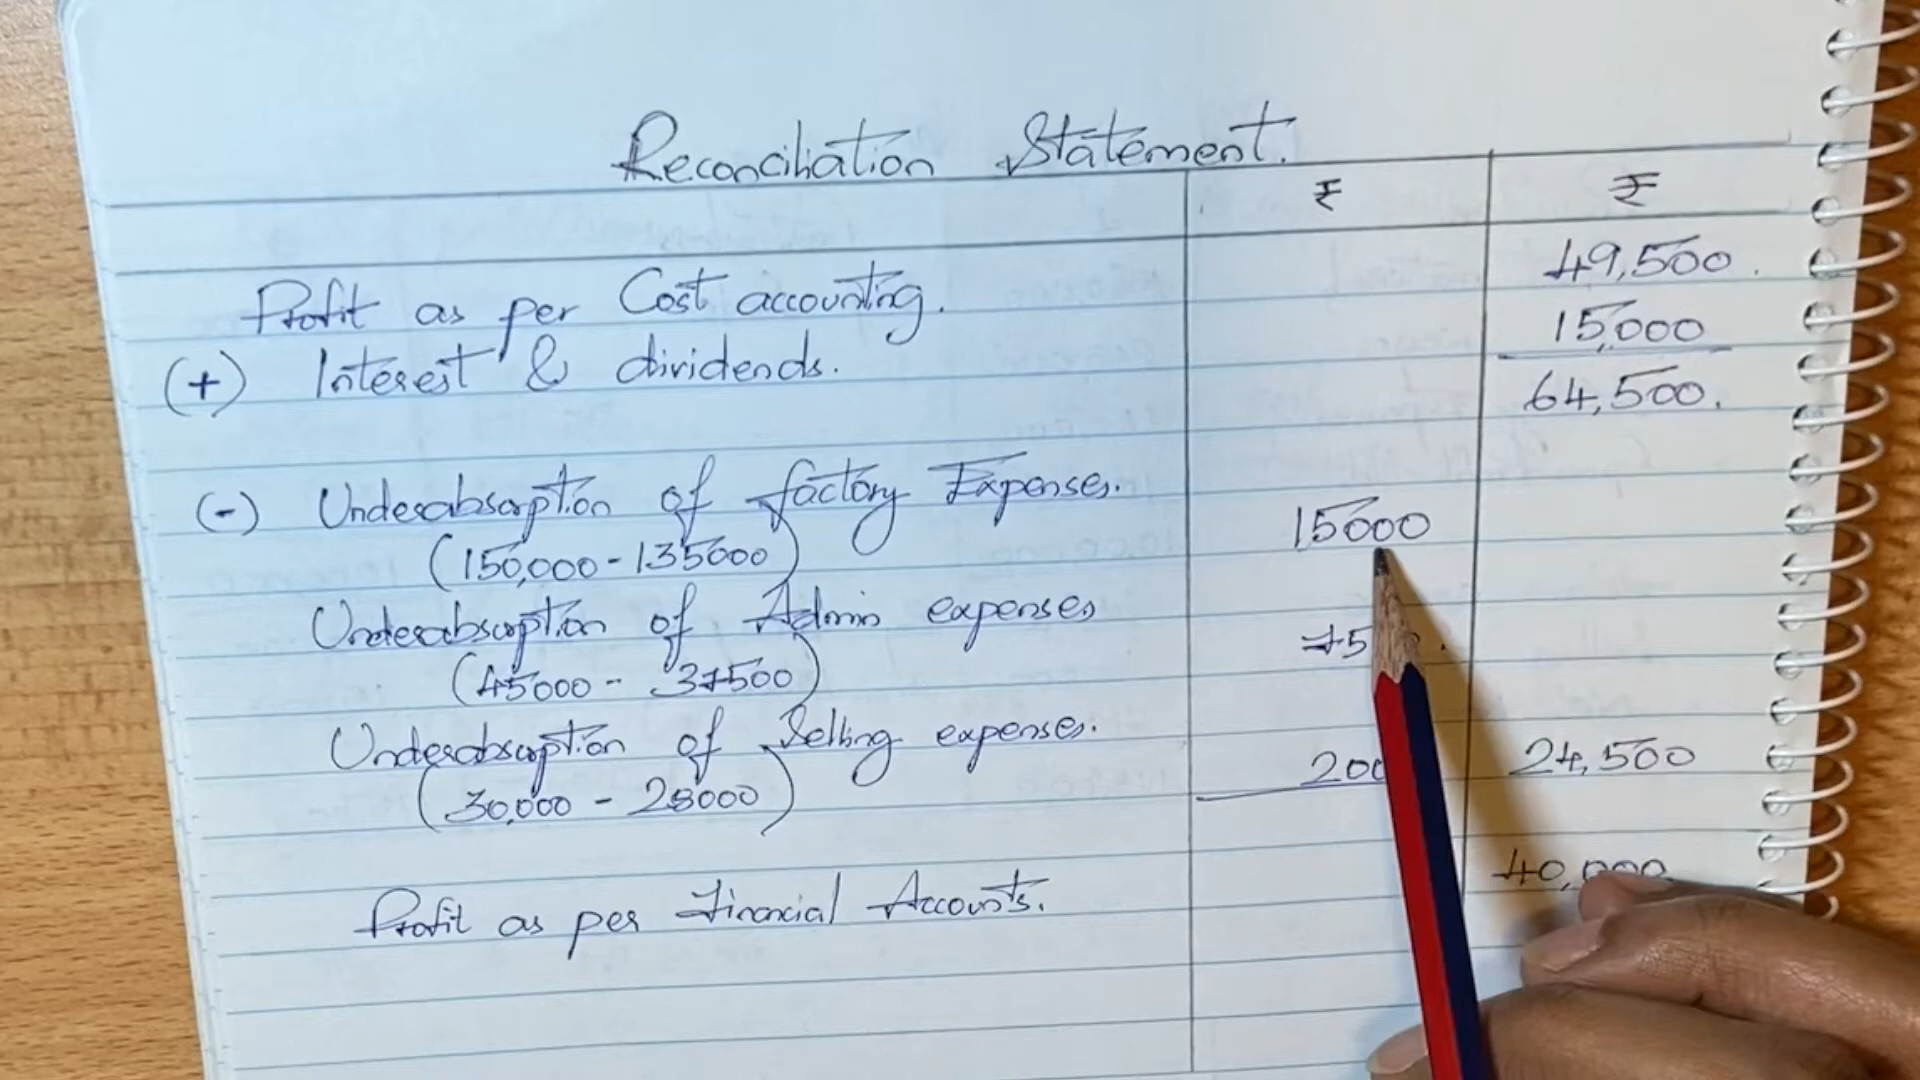 Reconciliation Statement.
₹ ₹
Profit as per Cost accounting. 49,500.
(+) Interest & dividends. 15,000
64,500.
(-) Underabsorption of factory Expenses. 15000
(150,000 - 135000)
Underabsorption of Admin expenses
(45000 - 37500)
Underabsorption of Selling expenses. 24,500
(30,000 - 28000)
Profit as per Financial Accounts. 40,000